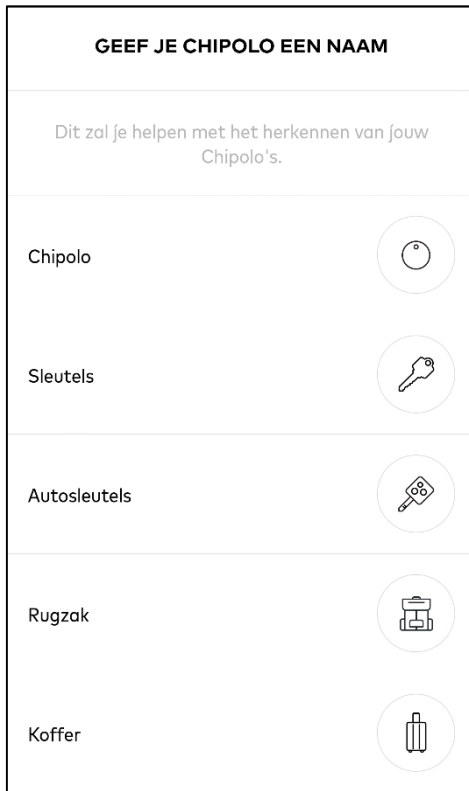 GEEF JE CHIPOLO EEN NAAM
Dit zal je helpen met het herkennen van jouw
Chipolo's.
Chipolo
Sleutels
Autosleutels
Rugzak
Koffer